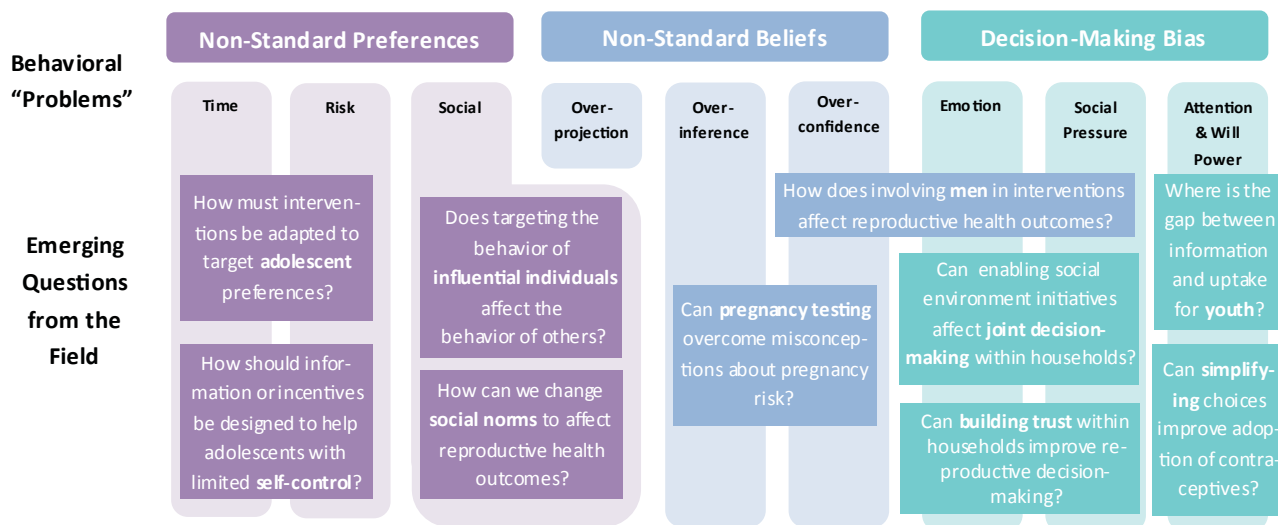 Non-Standard Preferences
Non-Standard Beliefs
Decision-Making Bias
Behavioral
“Problems”
Time
Risk
Social
Over-
projection
Over-
inference
Over-
confidence
Emotion
Social
Pressure
Attention
& Will
Power
Emerging
Questions
from the
Field
How must interven-
tions be adapted to
target adolescent
preferences?
How should infor-
mation or incentives
be designed to help
adolescents with
limited self-control?
Does targeting the
behavior of
influential individuals
affect the
behavior of others?
How can we change
social norms to affect
reproductive health
outcomes?
How does involving men in interventions
affect reproductive health outcomes?
Can pregnancy testing
overcome misconcep-
tions about pregnancy
risk?
Can enabling social
environment initiatives
affect joint decision-
making within households?
Can building trust within
households improve re-
productive decision-
making?
Where is the
gap between
information
and uptake
for youth?
Can simplify-
ing choices
improve adop-
tion of contra-
ceptives?